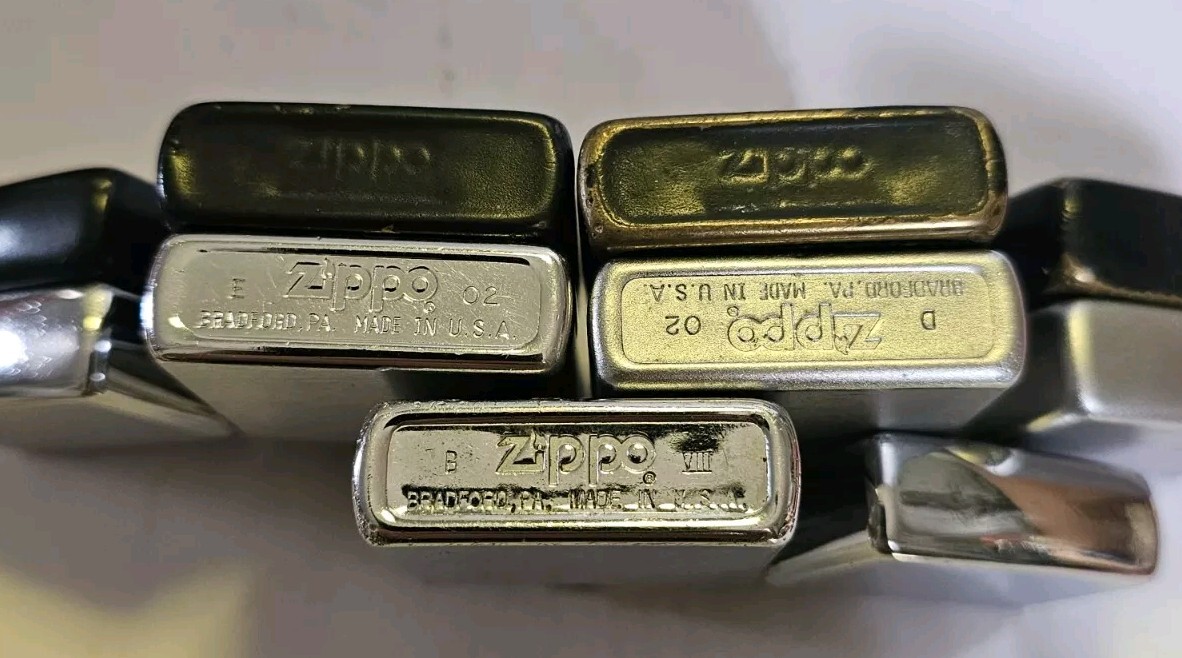 Zippo
Zippo
Zippo® 02
BRADFORD,PA. MADE IN U.S.A.
D Zippo® 02
BRADFORD,PA. MADE IN U.S.A.
B Zippo® VIII
BRADFORD,PA. MADE IN U.S.A.